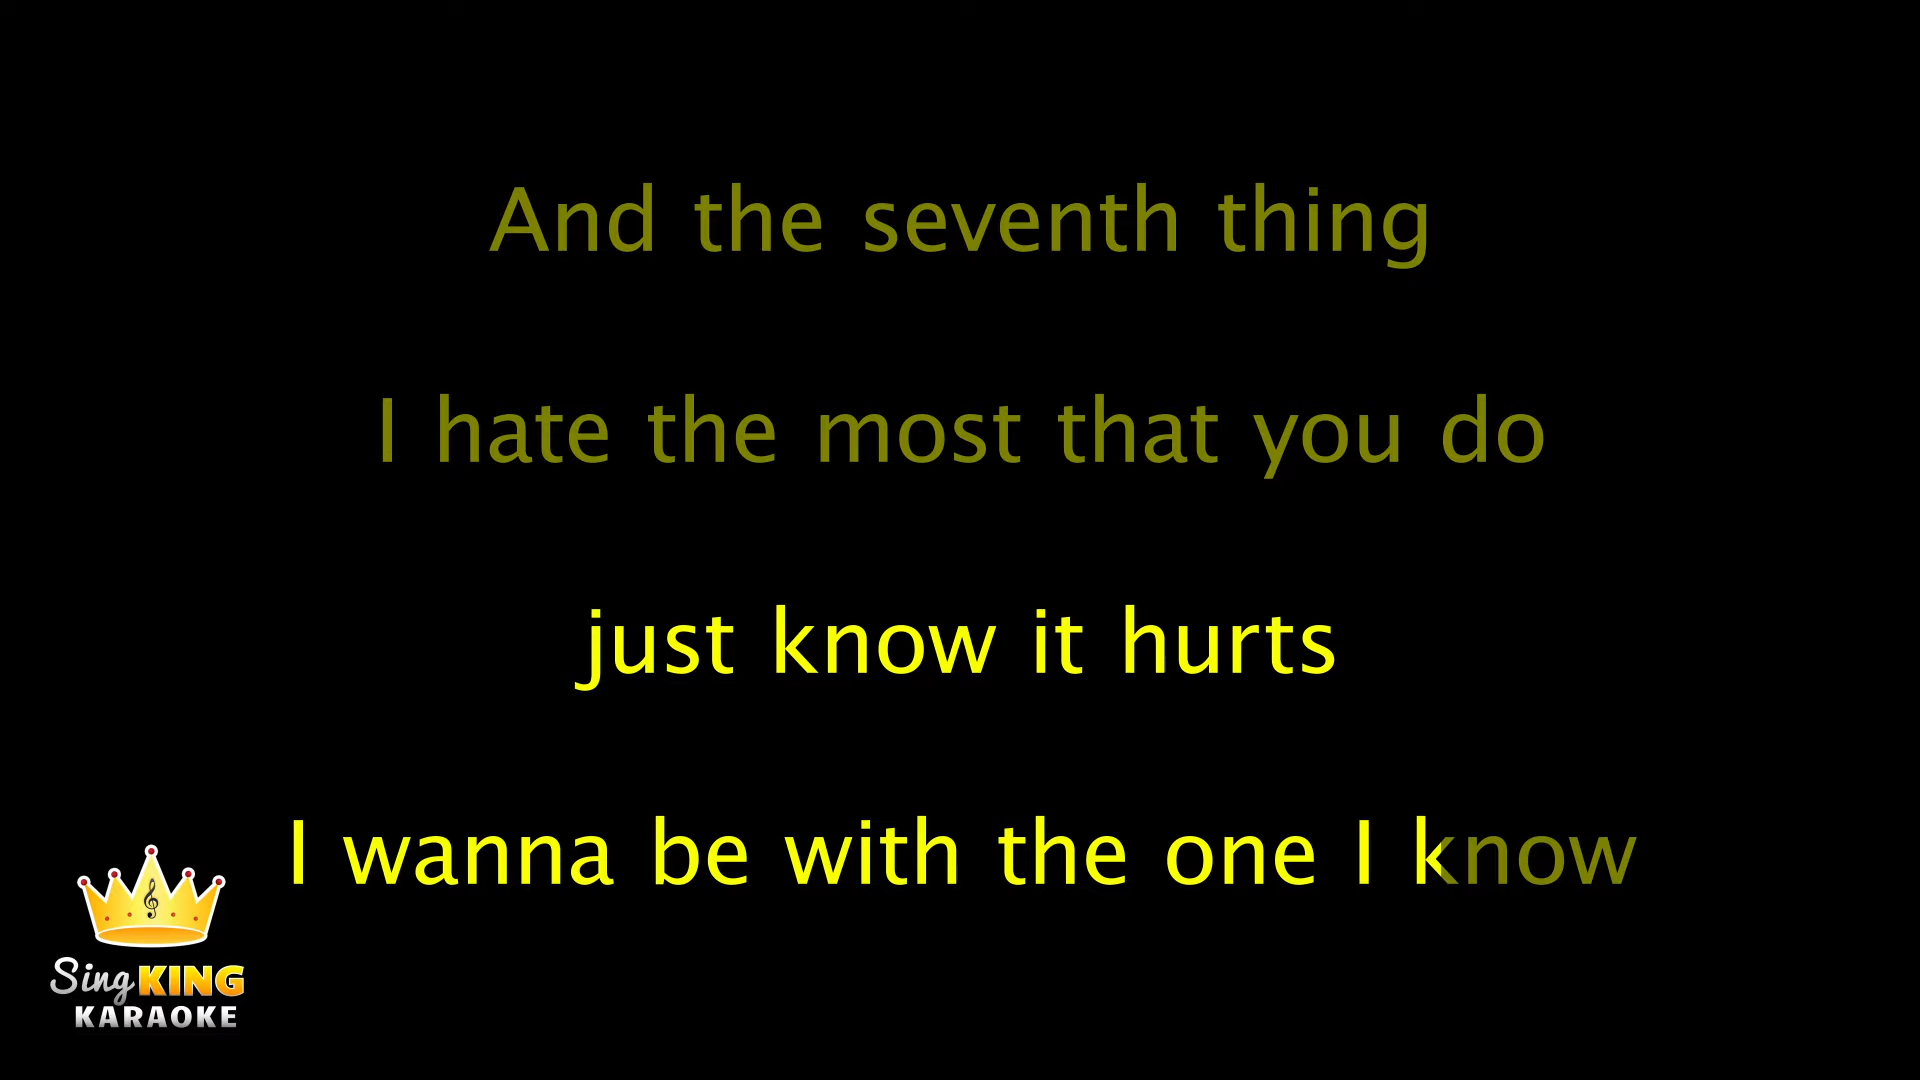 And the seventh thing
I hate the most that you do
just know it hurts
I wanna be with the one I know
Sing KING
KARAOKE